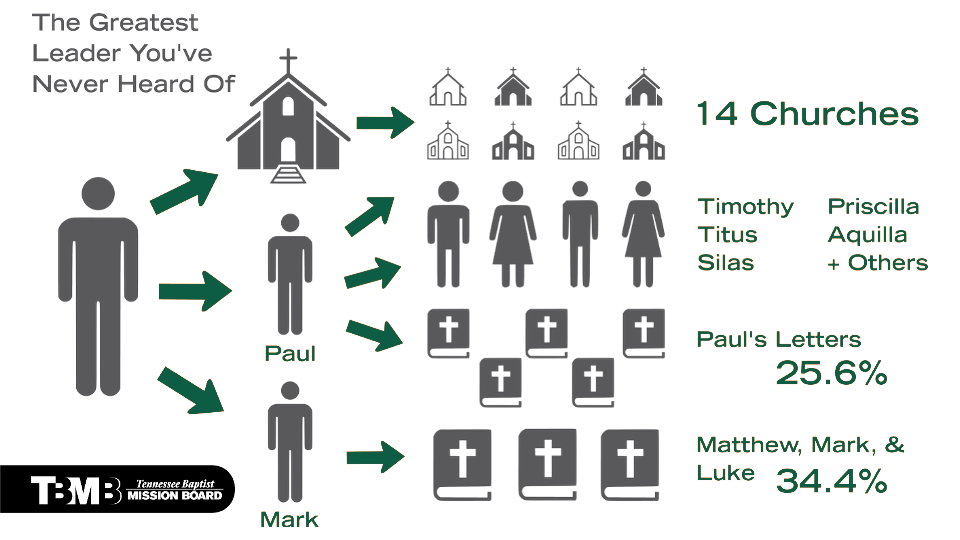 The Greatest
Leader You've
Never Heard Of
14 Churches
Timothy Priscilla
Titus Aquilla
Silas + Others
Paul
Paul's Letters
25.6%
Matthew, Mark, &
Luke 34.4%
Mark
TBMB Tennessee Baptist
MISSION BOARD